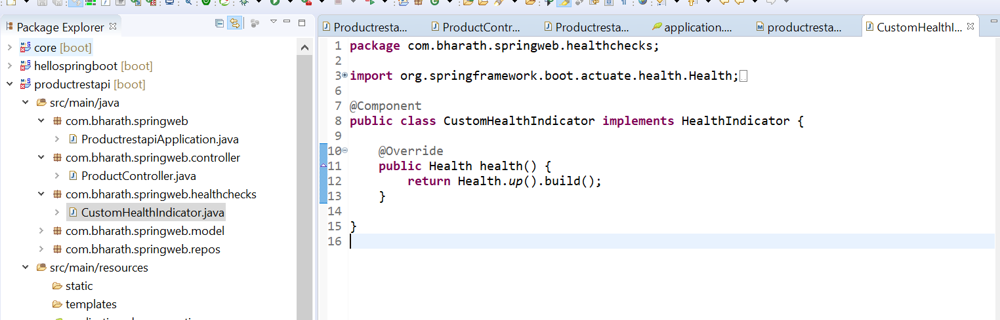 Package Explorer
Productresta...
ProductContr...
Productresta...
application....
productresta...
CustomHealthI...
core [boot]
hellospringboot [boot]
productrestapi [boot]
src/main/java
com.bharath.springweb
ProductrestapiApplication.java
com.bharath.springweb.controller
ProductController.java
com.bharath.springweb.healthchecks
CustomHealthIndicator.java
com.bharath.springweb.model
com.bharath.springweb.repos
src/main/resources
static
templates
1 package com.bharath.springweb.healthchecks;
2
3 import org.springframework.boot.actuate.health.Health;
6
7 @Component
8 public class CustomHealthIndicator implements HealthIndicator {
9
10 @Override
11 public Health health() {
12 return Health.up().build();
13 }
14
15 }
16